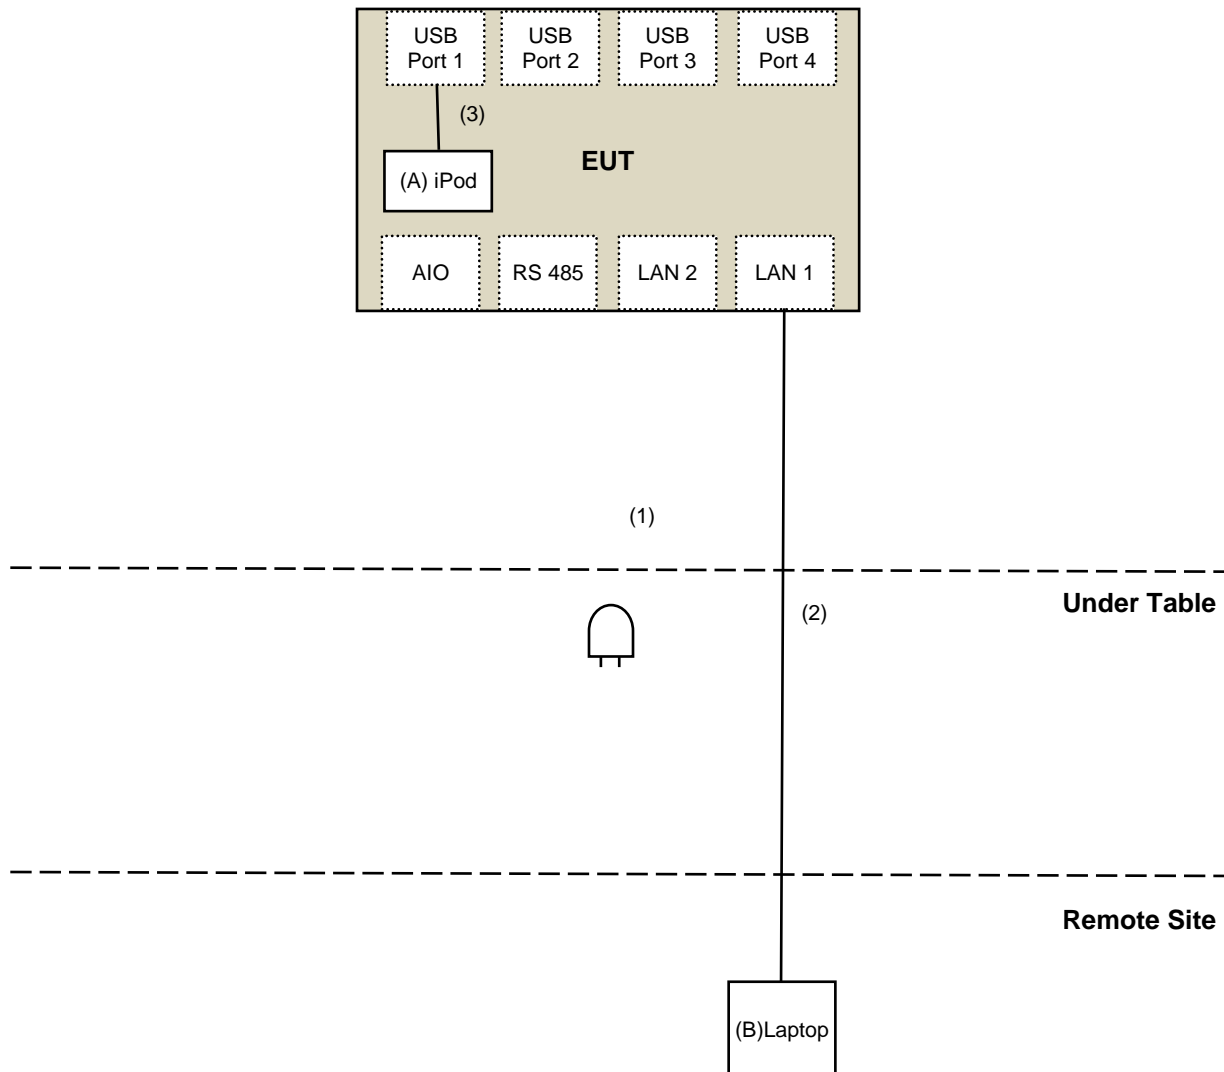 USB
Port 1
USB
Port 2
USB
Port 3
USB
Port 4
(3)
(A) iPod
EUT
AIO
RS 485
LAN 2
LAN 1
(1)
Under Table
(2)
Remote Site
(B)Laptop